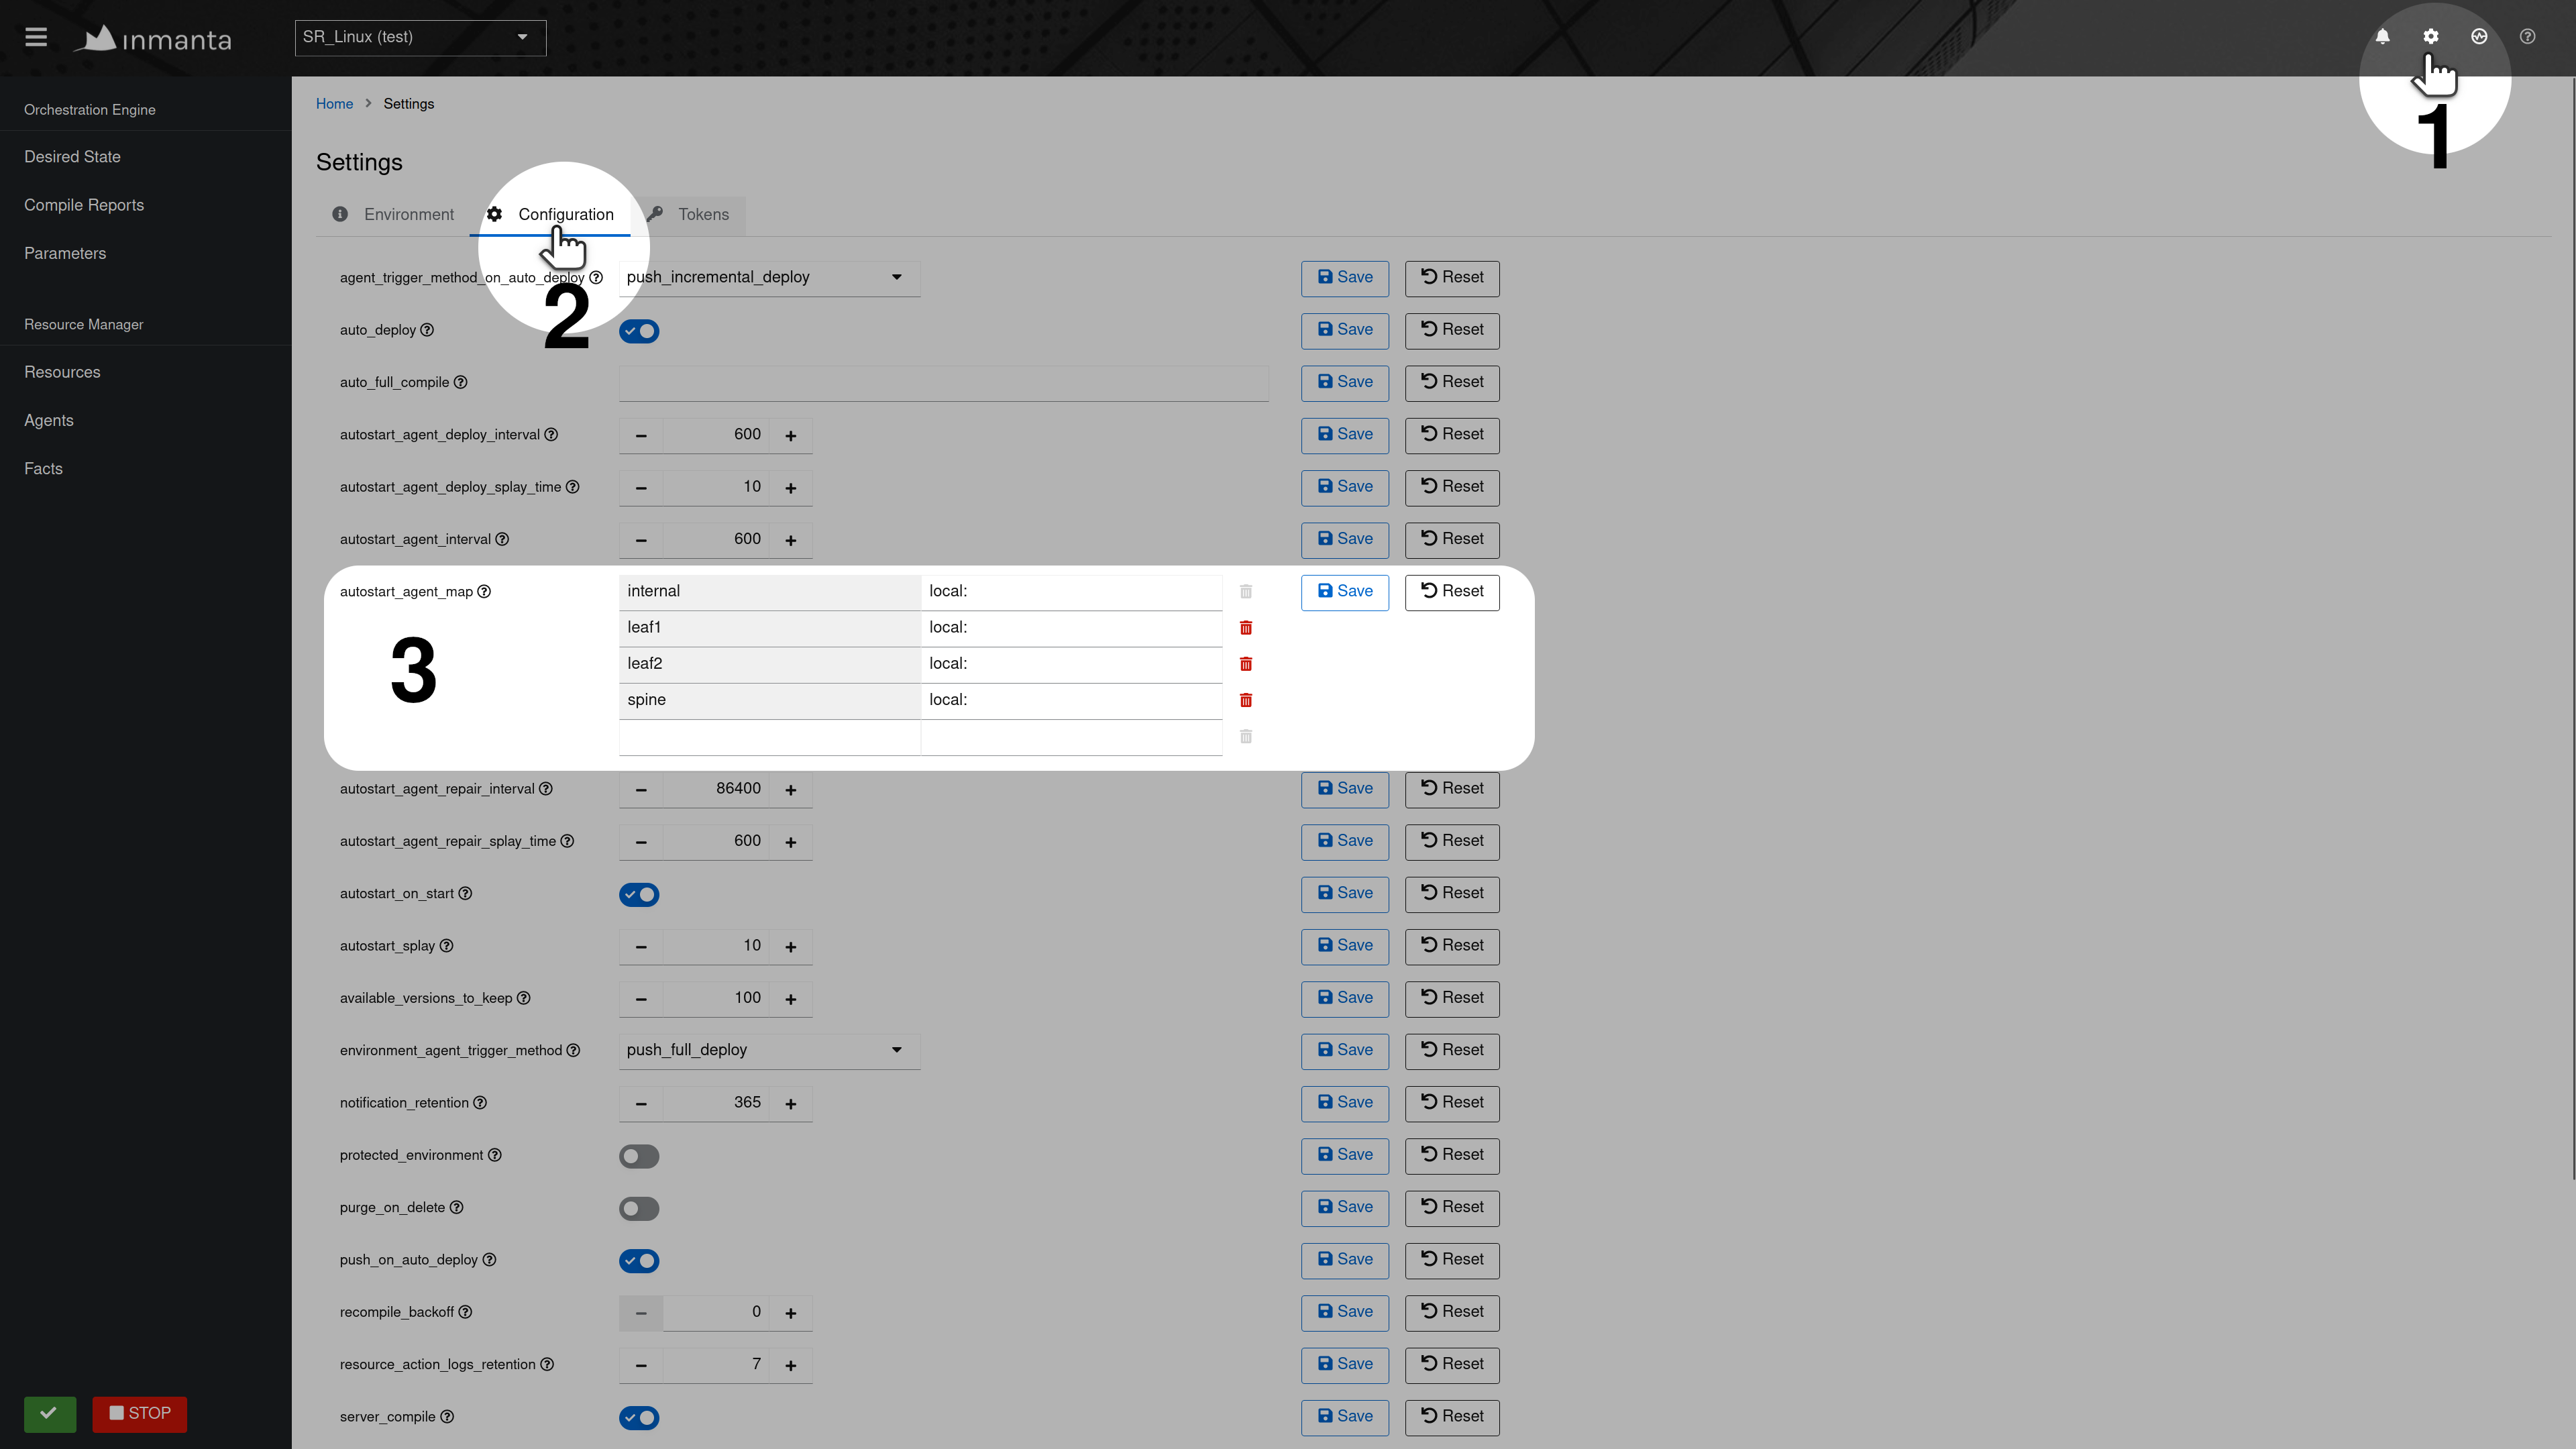 inmanta
SR_Linux (test)
1
Orchestration Engine
Desired State
Compile Reports
Parameters
Resource Manager
Resources
Agents
Facts
STOP
Home > Settings
Settings
Environment Configuration Tokens
2
agent_trigger_method_on_auto_deploy push_incremental_deploy Save Reset
auto_deploy Save Reset
auto_full_compile Save Reset
autostart_agent_deploy_interval 600 Save Reset
autostart_agent_deploy_splay_time 10 Save Reset
autostart_agent_interval 600 Save Reset
autostart_agent_map internal local: Save Reset
leaf1 local:
3
leaf2 local:
spine local:
autostart_agent_repair_interval 86400 Save Reset
autostart_agent_repair_splay_time 600 Save Reset
autostart_on_start Save Reset
autostart_splay 10 Save Reset
available_versions_to_keep 100 Save Reset
environment_agent_trigger_method push_full_deploy Save Reset
notification_retention 365 Save Reset
protected_environment Save Reset
purge_on_delete Save Reset
push_on_auto_deploy Save Reset
recompile_backoff 0 Save Reset
resource_action_logs_retention 7 Save Reset
server_compile Save Reset